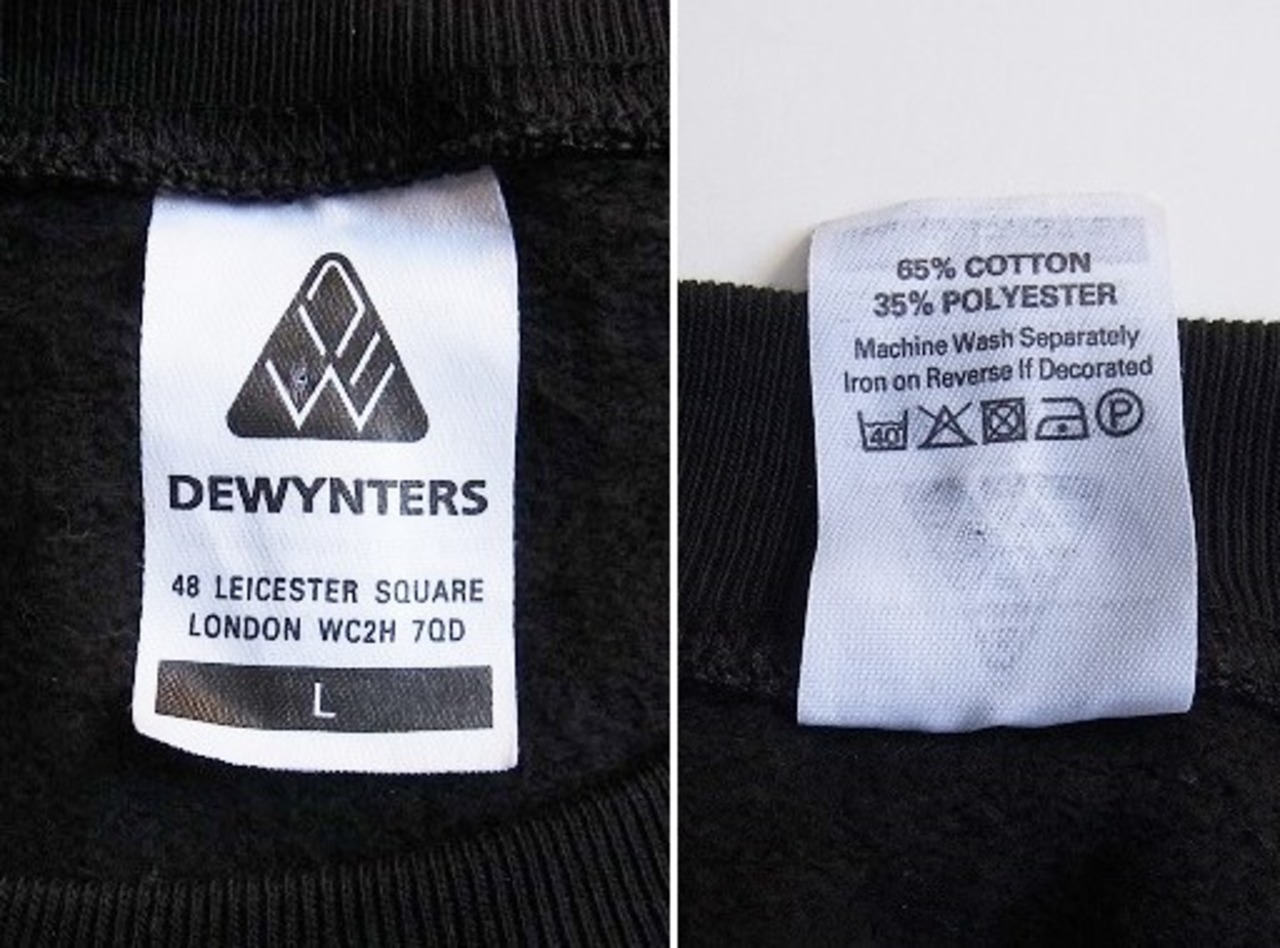 DEWYNTERS
48 LEICESTER SQUARE
LONDON WC2H 7QD
L
65% COTTON
35% POLYESTER
Machine Wash Separately
Iron on Reverse If Decorated
40
P